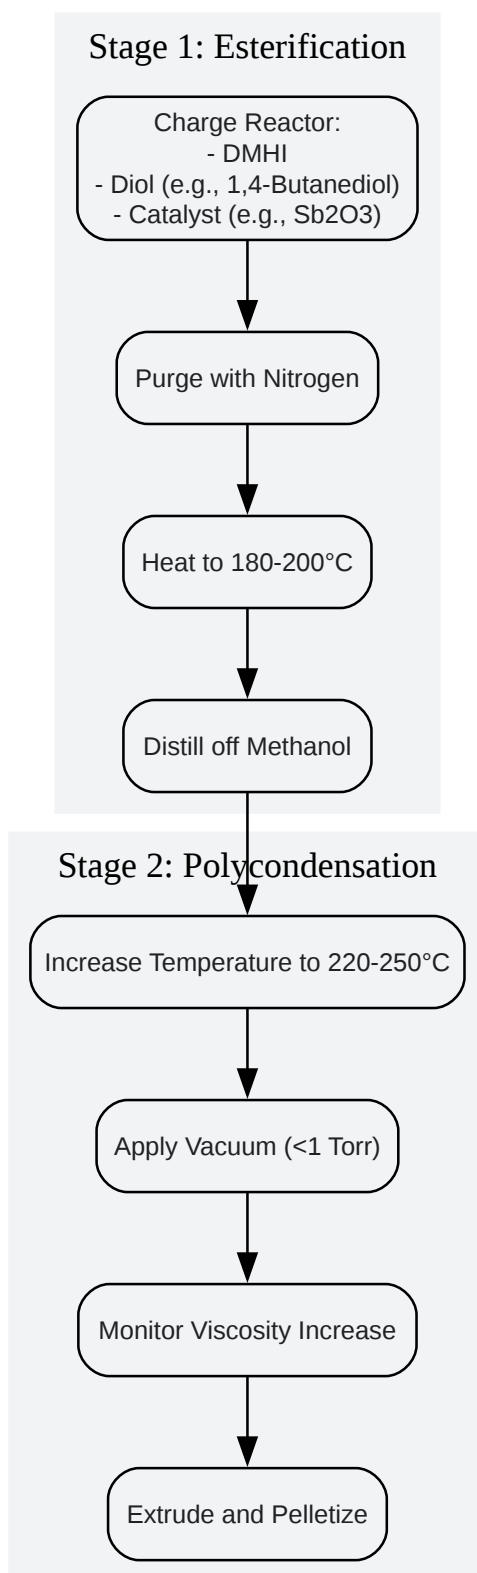 Stage 1: Esterification
Charge Reactor:
- DMHI
- Diol (e.g., 1,4-Butanediol)
- Catalyst (e.g., Sb2O3)
Purge with Nitrogen
Heat to 180-200°C
Distill off Methanol
Stage 2: Polycondensation
Increase Temperature to 220-250°C
Apply Vacuum (<1 Torr)
Monitor Viscosity Increase
Extrude and Pelletize